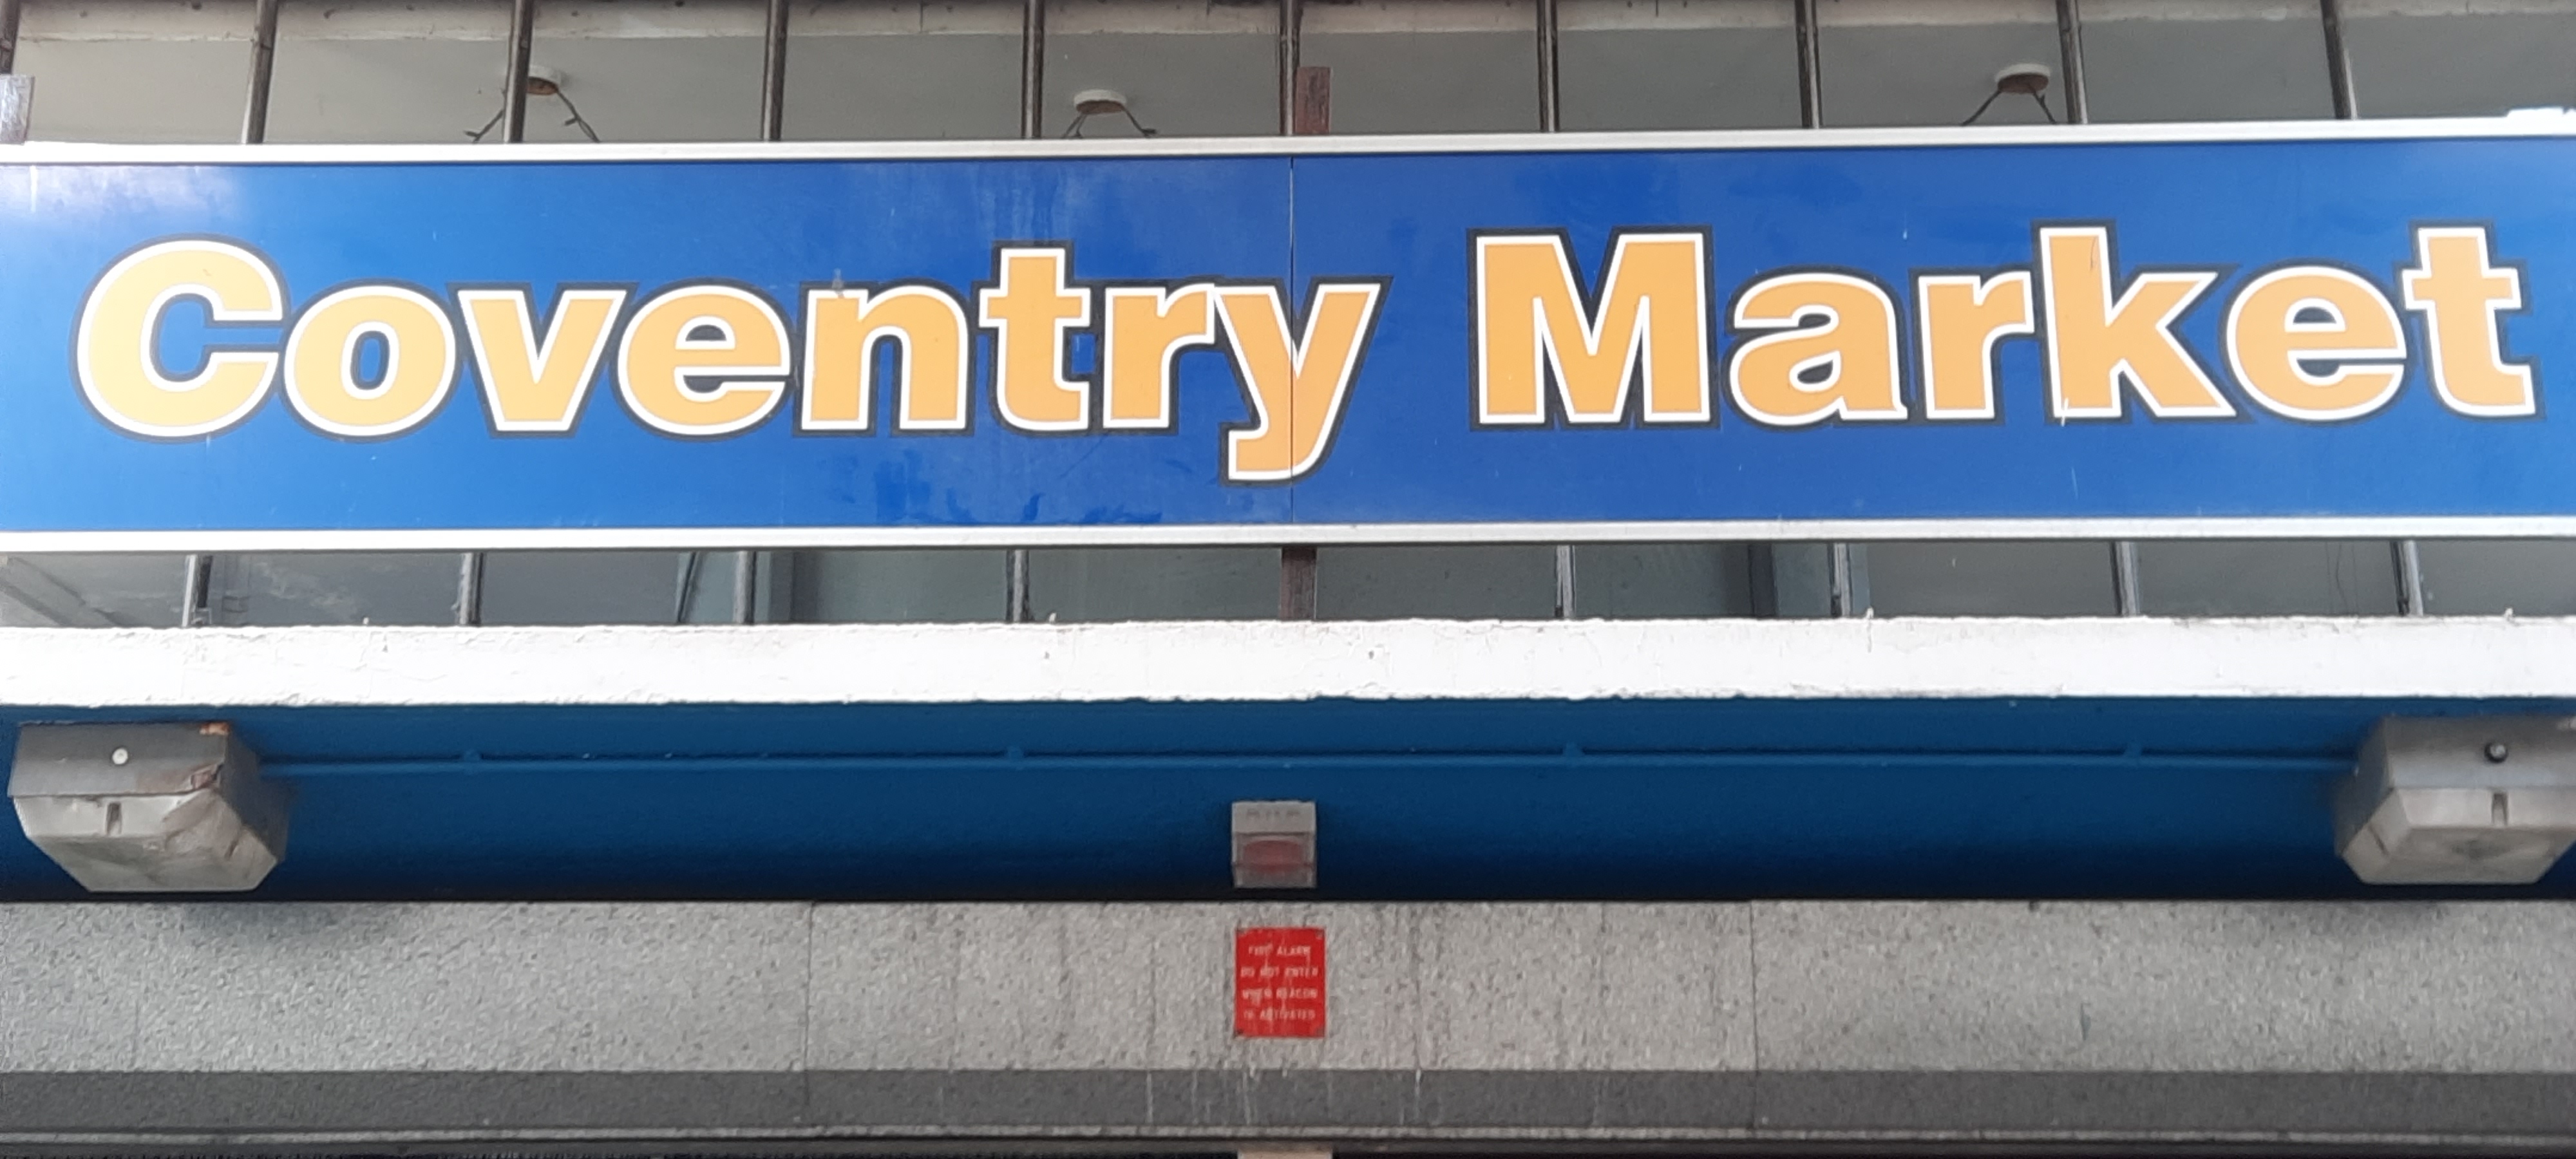 Coventry Market
FIRE ALARM
DO NOT ENTER
WHEN BEACON
IS ACTIVATED